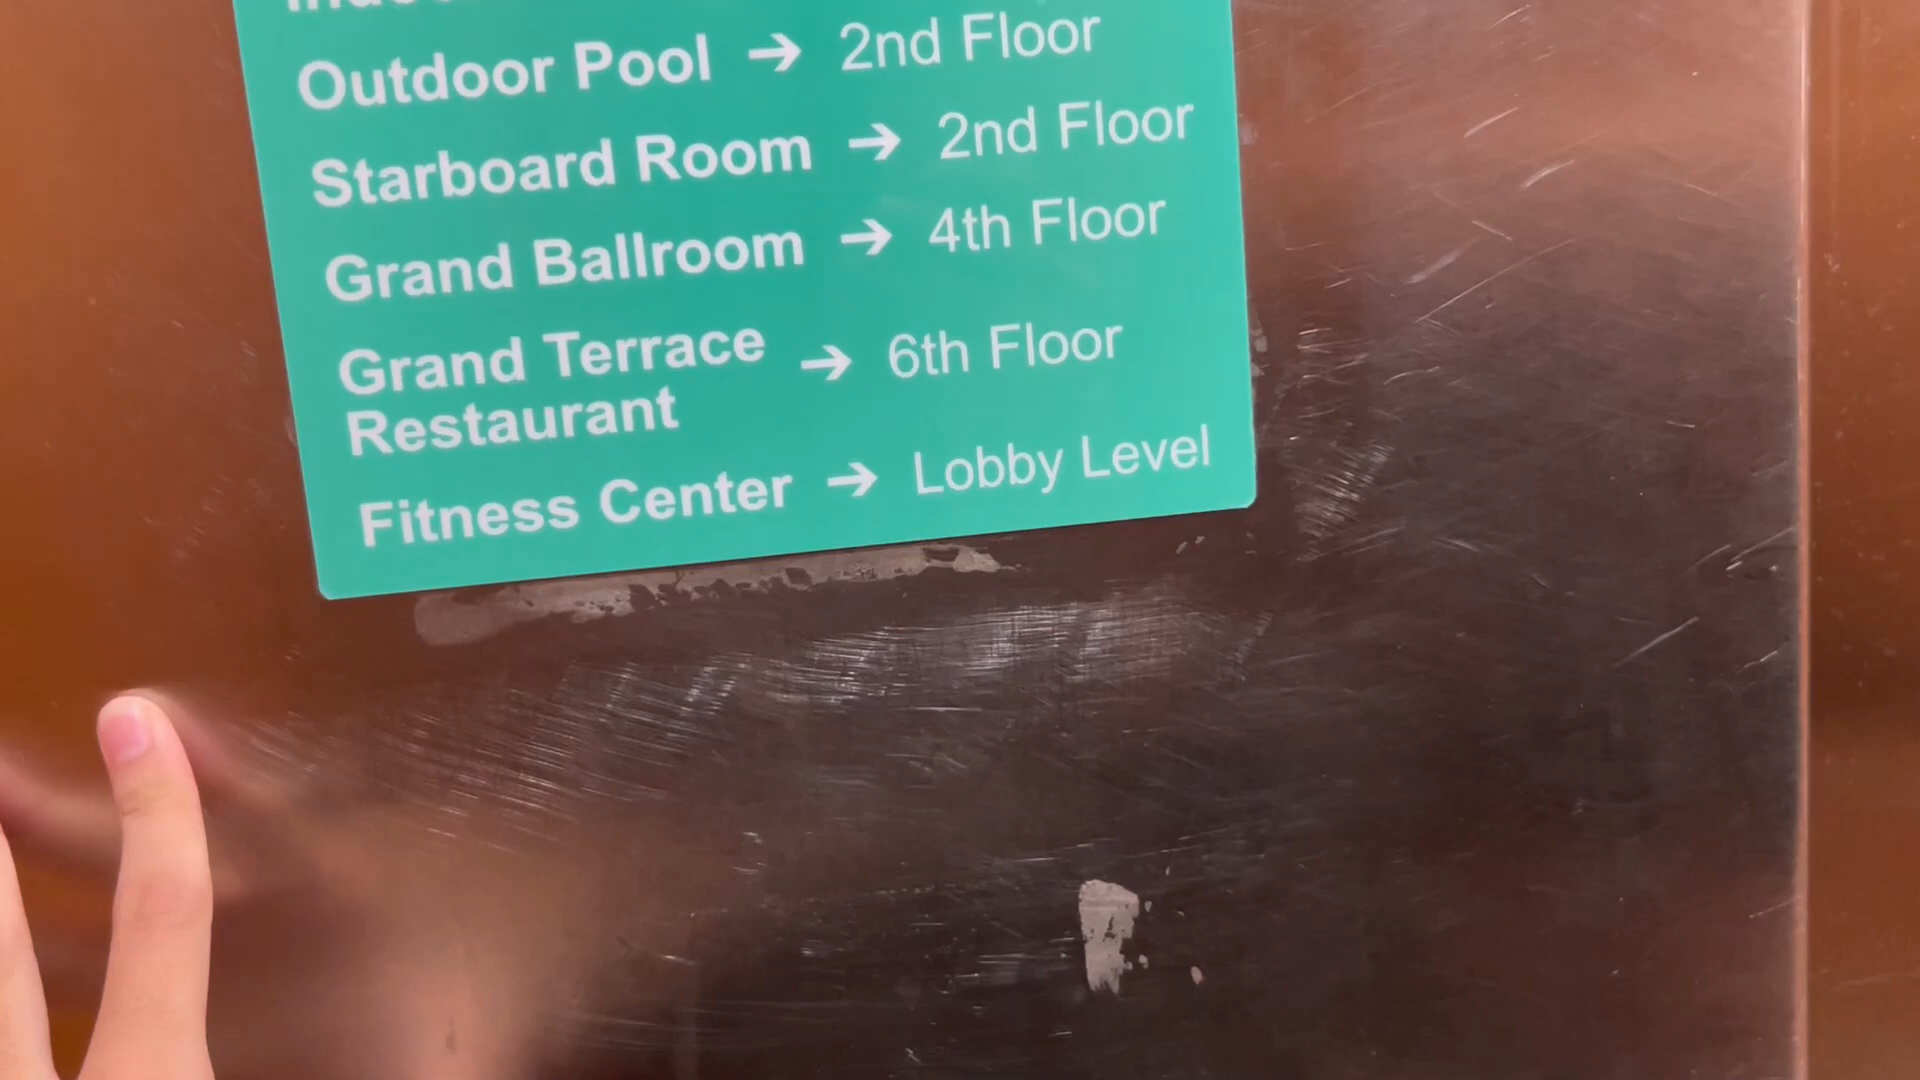 Outdoor Pool → 2nd Floor
Starboard Room → 2nd Floor
Grand Ballroom → 4th Floor
Grand Terrace
Restaurant → 6th Floor
Fitness Center → Lobby Level